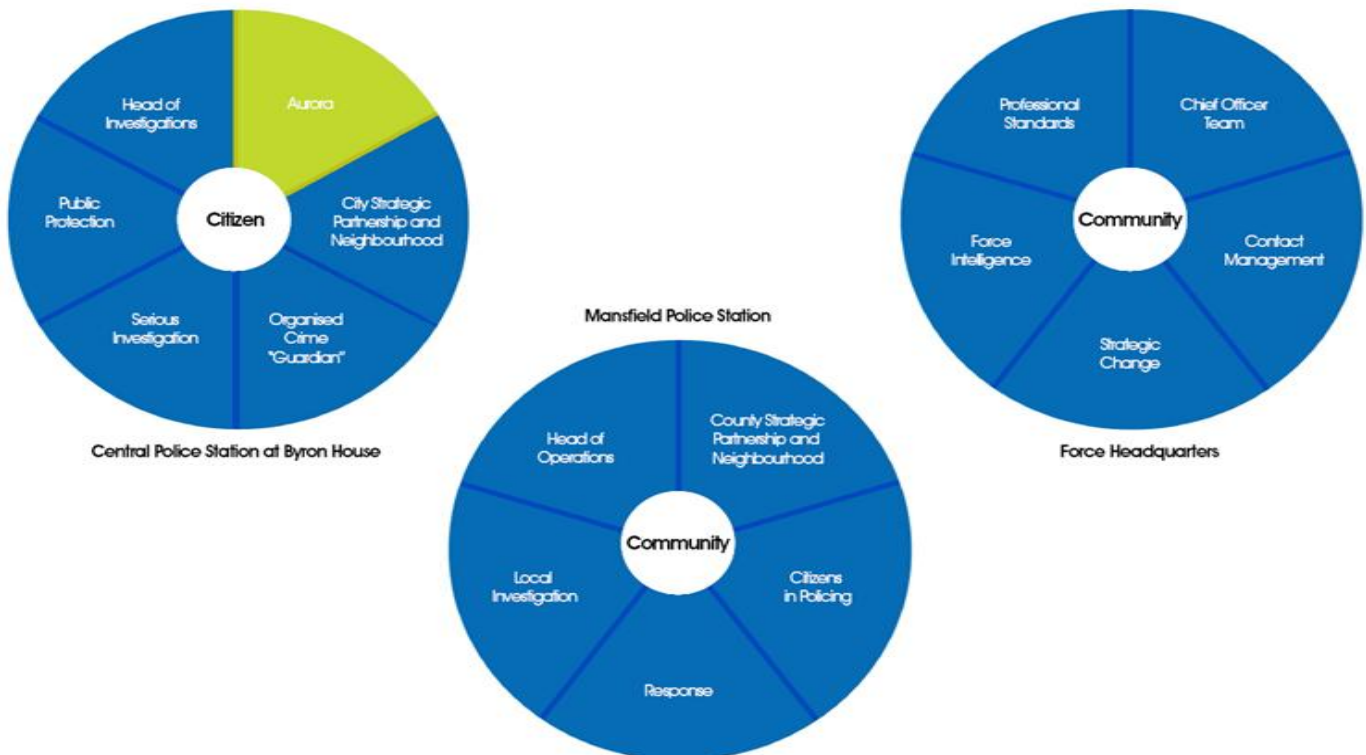 Aurora
City Strategic
Partnership and
Neighbourhood
Organised
Crime
"Guardian"
Serious
Investigation
Public
Protection
Head of
Investigations
Citizen
Central Police Station at Byron House
Mansfield Police Station
County Strategic
Partnership and
Neighbourhood
Citizens
in Policing
Response
Local
Investigation
Head of
Operations
Community
Chief Officer
Team
Contact
Management
Strategic
Change
Force
Intelligence
Professional
Standards
Community
Force Headquarters